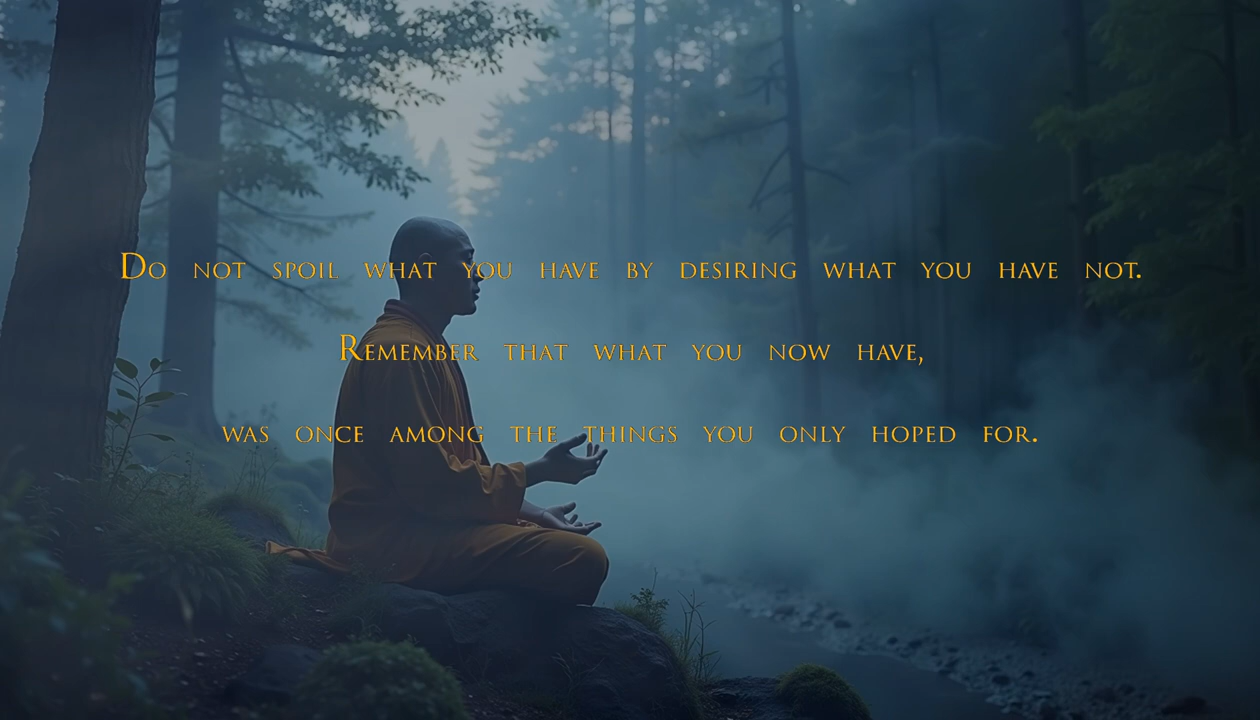 Do not spoil what you have by desiring what you have not.
Remember that what you now have,
was once among the things you only hoped for.